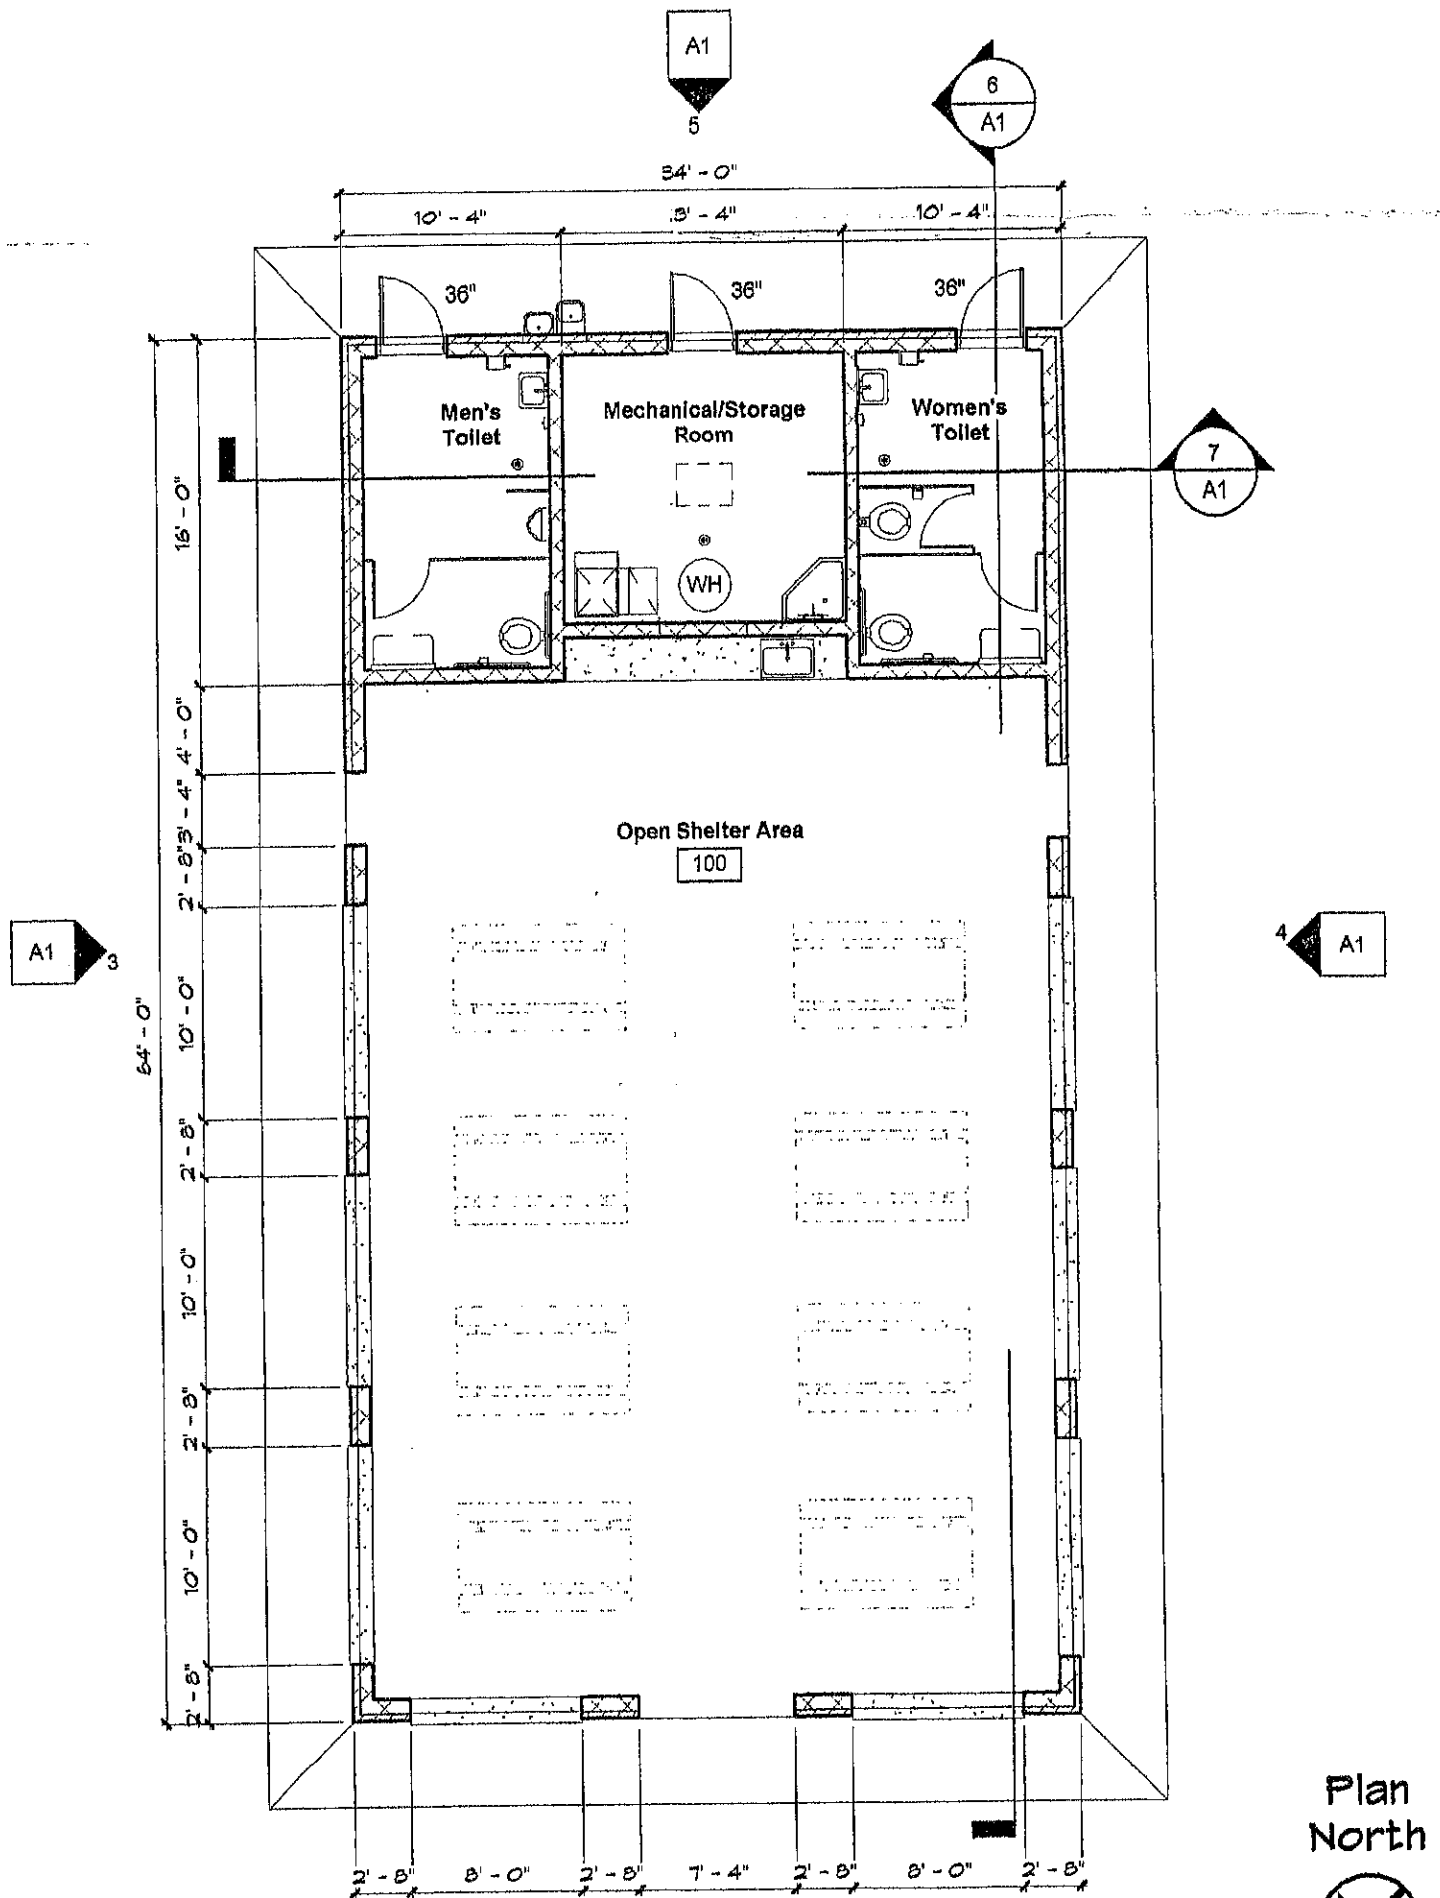 A1
5
6
A1
34' - 0"
10' - 4"
13' - 4"
10' - 4"
36"
36"
36"
Men's
Toilet
Mechanical/Storage
Room
Women's
Toilet
7
A1
16' - 0"
WH
4' - 0"
3' - 4"
2' - 8"
Open Shelter Area
100
A1
3
4
A1
64' - 0"
10' - 0"
2' - 8"
10' - 0"
2' - 8"
10' - 0"
2' - 8"
Plan
North
2' - 8"
8' - 0"
2' - 8"
7' - 4"
2' - 8"
8' - 0"
2' - 8"